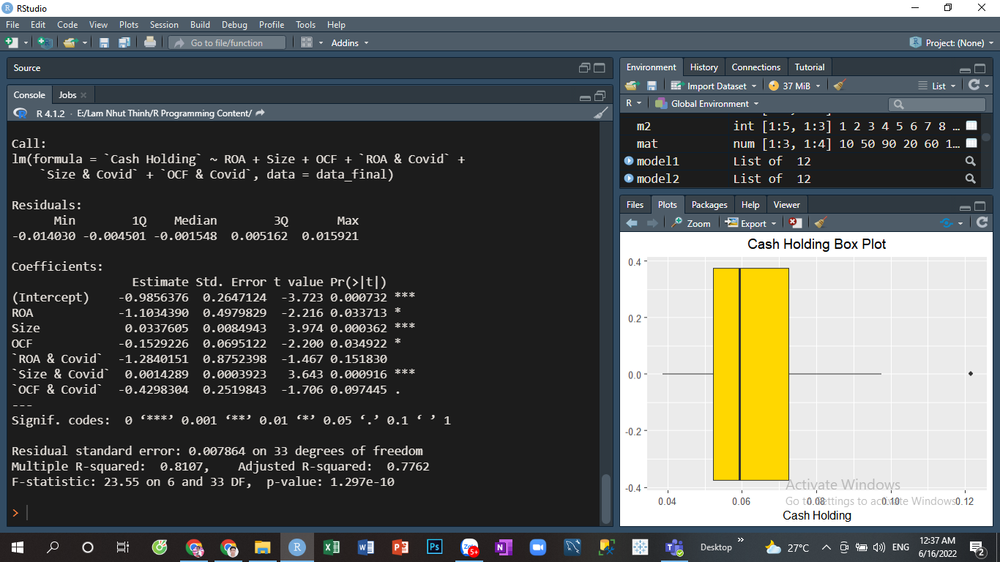 RStudio
File Edit Code View Plots Session Build Debug Profile Tools Help
Go to file/function Addins Project: (None)
Source
Console Jobs
R 4.1.2 · E:/Lam Nhut Thinh/R Programming Content/
Call:
lm(formula = `Cash Holding` ~ ROA + Size + OCF + `ROA & Covid` +
`Size & Covid` + `OCF & Covid`, data = data_final)
Residuals:
Min 1Q Median 3Q Max
-0.014030 -0.004501 -0.001548 0.005162 0.015921
Coefficients:
Estimate Std. Error t value Pr(>|t|)
(Intercept) -0.9856376 0.2647124 -3.723 0.000732 ***
ROA -1.1034390 0.4979829 -2.216 0.033713 *
Size 0.0337605 0.0084943 3.974 0.000362 ***
OCF -0.1529226 0.0695122 -2.200 0.034922 *
`ROA & Covid` -1.2840151 0.8752398 -1.467 0.151830
`Size & Covid` 0.0014289 0.0003923 3.643 0.000916 ***
`OCF & Covid` -0.4298304 0.2519843 -1.706 0.097445 .
---
Signif. codes: 0 ‘***’ 0.001 ‘**’ 0.01 ‘*’ 0.05 ‘.’ 0.1 ‘ ’ 1
Residual standard error: 0.007864 on 33 degrees of freedom
Multiple R-squared: 0.8107, Adjusted R-squared: 0.7762
F-statistic: 23.55 on 6 and 33 DF, p-value: 1.297e-10
>
Environment History Connections Tutorial
Import Dataset 37 MiB List
R Global Environment
m2 int [1:5, 1:3] 1 2 3 4 5 6 7 8 …
mat num [1:3, 1:4] 10 50 90 20 60 1…
model1 List of 12
model2 List of 12
Files Plots Packages Help Viewer
Zoom Export
Cash Holding Box Plot
0.4
0.2
0.0
-0.2
-0.4
0.04 0.06 0.08 0.10 0.12
Cash Holding
Activate Windows
Go to Settings to activate Windows.
Desktop 27°C ENG
12:37 AM
6/16/2022
5+
2